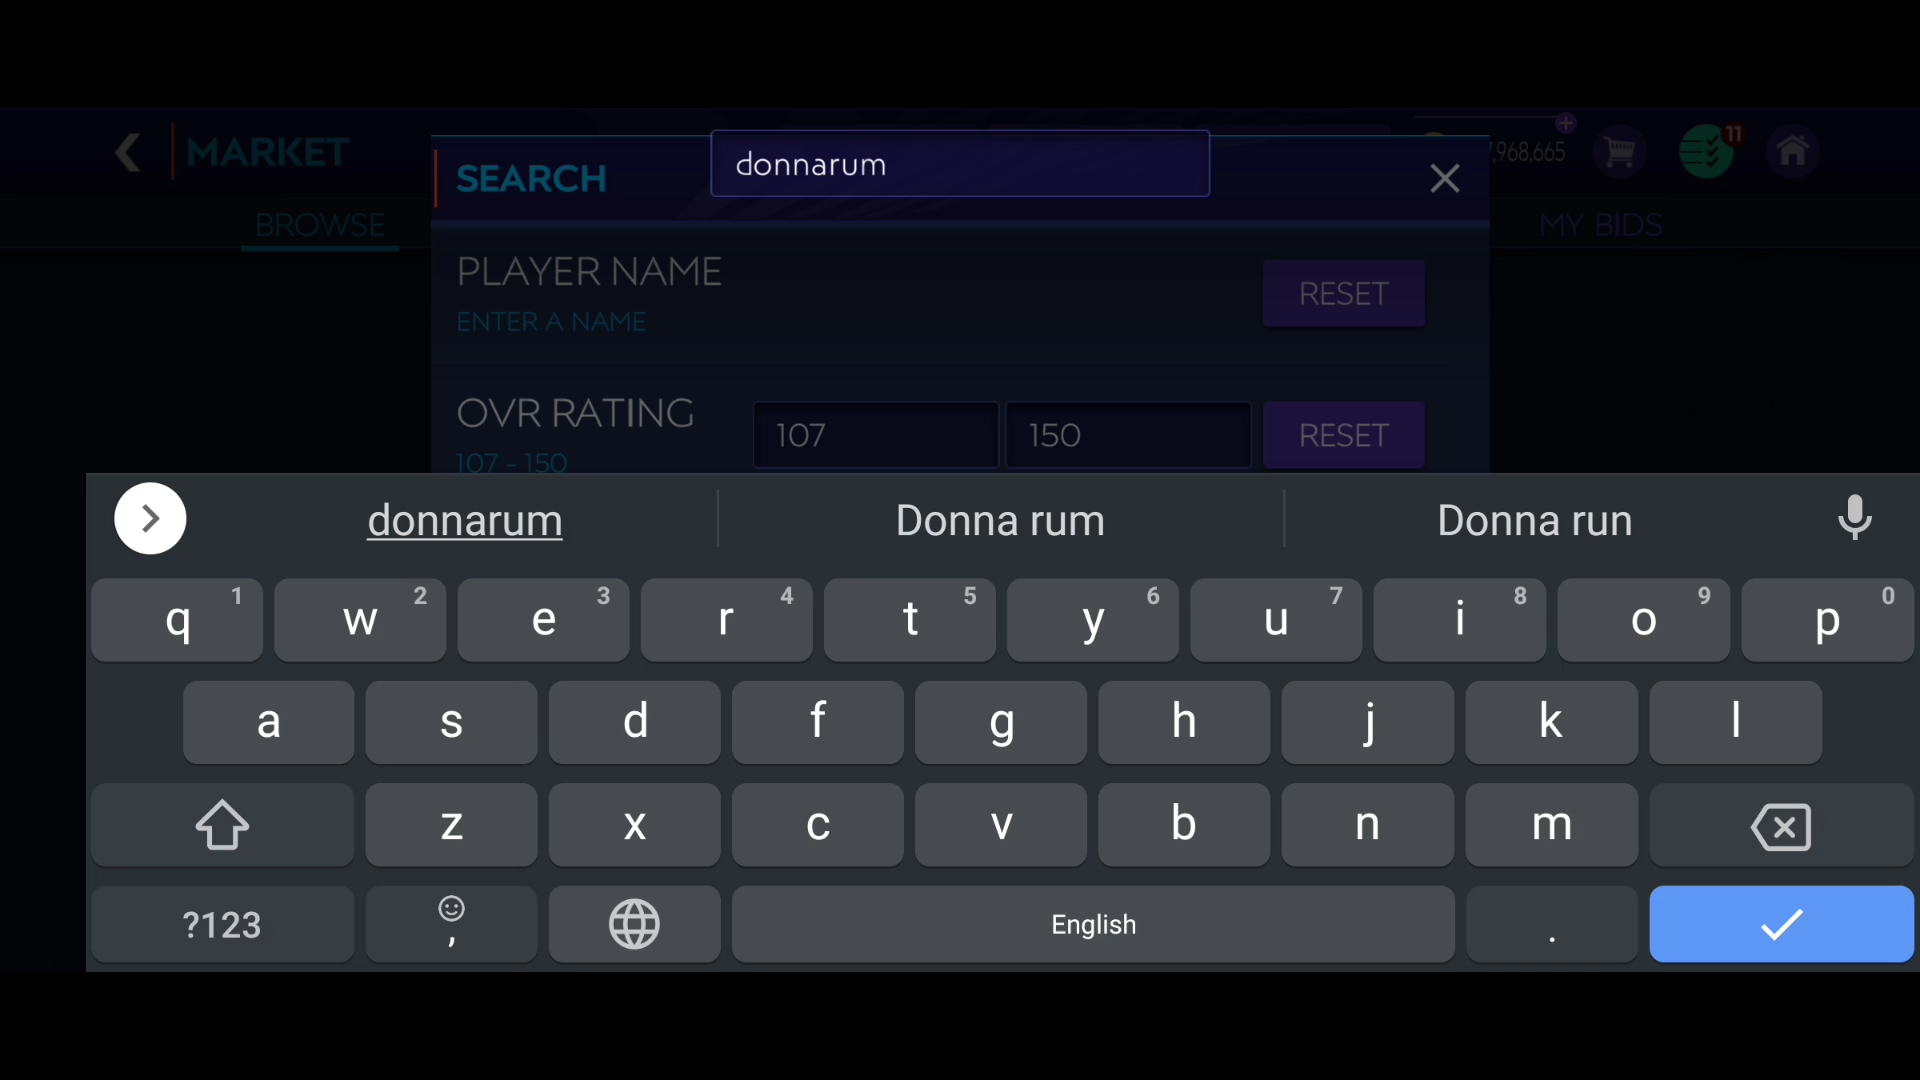 MARKET
SEARCH
donnarum
7,968,665
11
BROWSE
MY BIDS
PLAYER NAME
RESET
ENTER A NAME
OVR RATING
107
150
RESET
107 - 150
donnarum
Donna rum
Donna run
q 1 w 2 e 3 r 4 t 5 y 6 u 7 i 8 o 9 p 0
a s d f g h j k l
z x c v b n m
?123 , English .